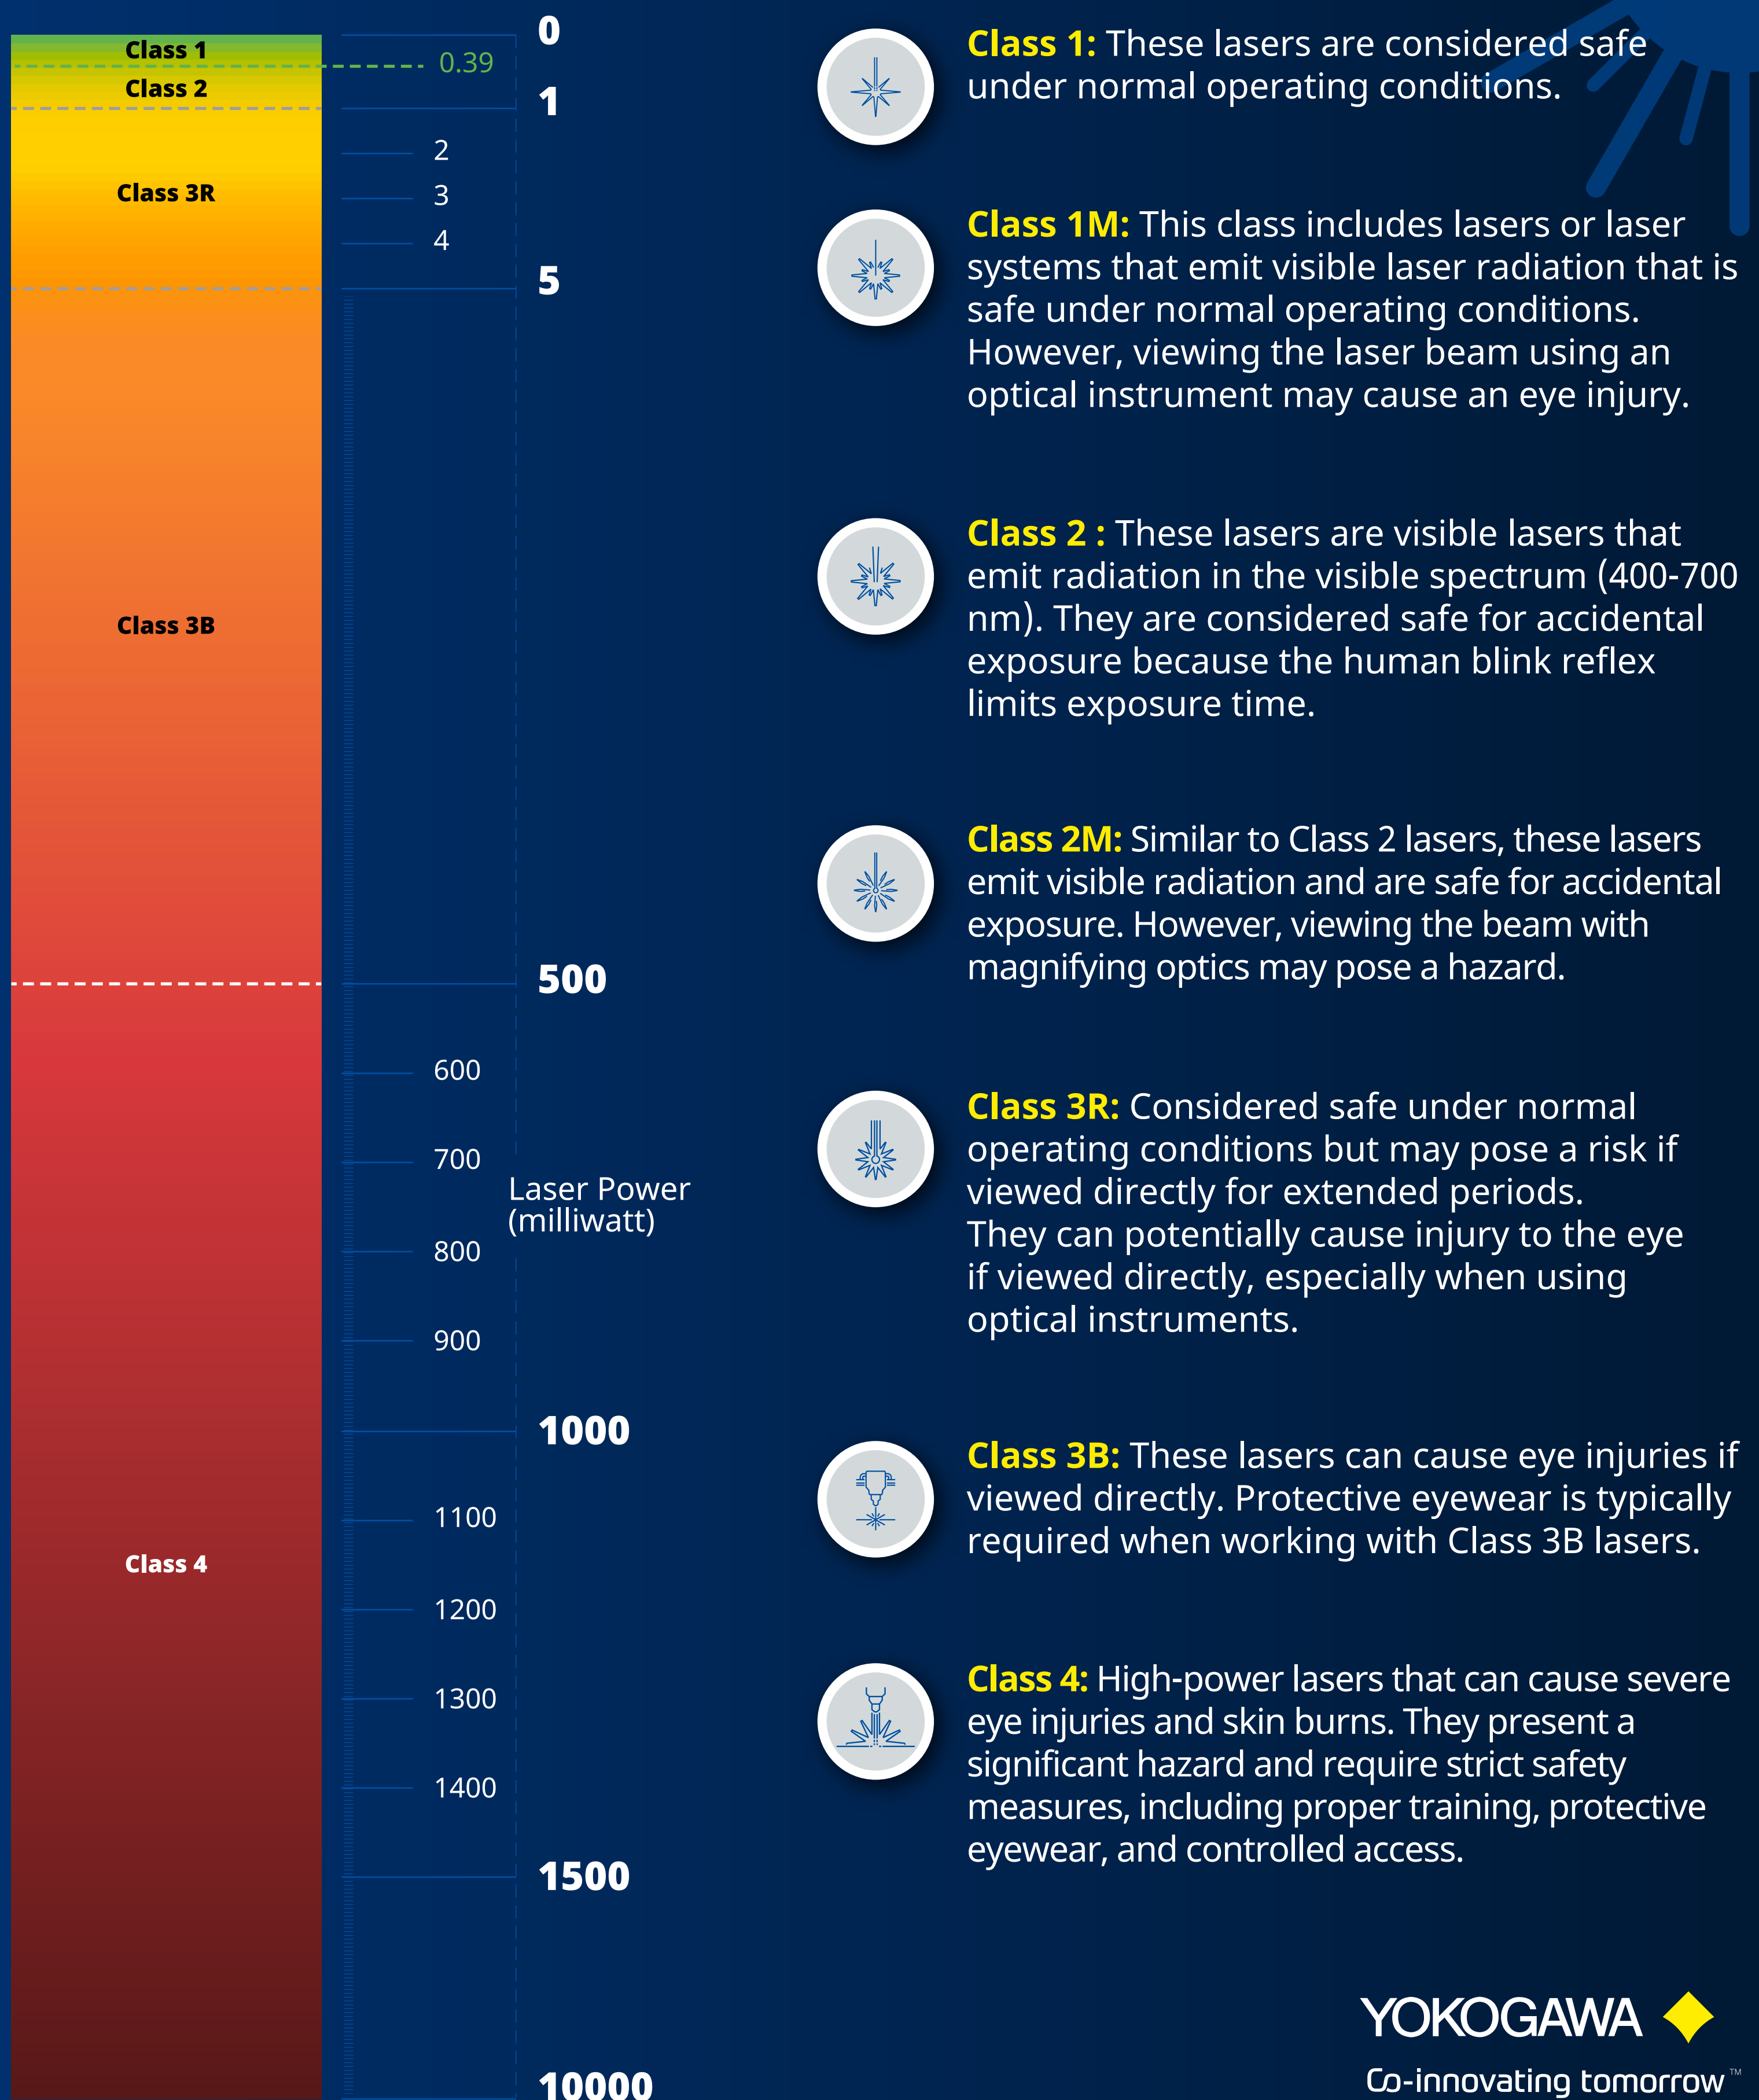 Class 1
Class 2
Class 3R
Class 3B
Class 4
0
0.39
1
2
3
4
5
500
600
700
Laser Power
(milliwatt)
800
900
1000
1100
1200
1300
1400
1500
10000
Class 1: These lasers are considered safe
under normal operating conditions.
Class 1M: This class includes lasers or laser
systems that emit visible laser radiation that is
safe under normal operating conditions.
However, viewing the laser beam using an
optical instrument may cause an eye injury.
Class 2 : These lasers are visible lasers that
emit radiation in the visible spectrum (400-700
nm). They are considered safe for accidental
exposure because the human blink reflex
limits exposure time.
Class 2M: Similar to Class 2 lasers, these lasers
emit visible radiation and are safe for accidental
exposure. However, viewing the beam with
magnifying optics may pose a hazard.
Class 3R: Considered safe under normal
operating conditions but may pose a risk if
viewed directly for extended periods.
They can potentially cause injury to the eye
if viewed directly, especially when using
optical instruments.
Class 3B: These lasers can cause eye injuries if
viewed directly. Protective eyewear is typically
required when working with Class 3B lasers.
Class 4: High-power lasers that can cause severe
eye injuries and skin burns. They present a
significant hazard and require strict safety
measures, including proper training, protective
eyewear, and controlled access.
YOKOGAWA
Co-innovating tomorrow™